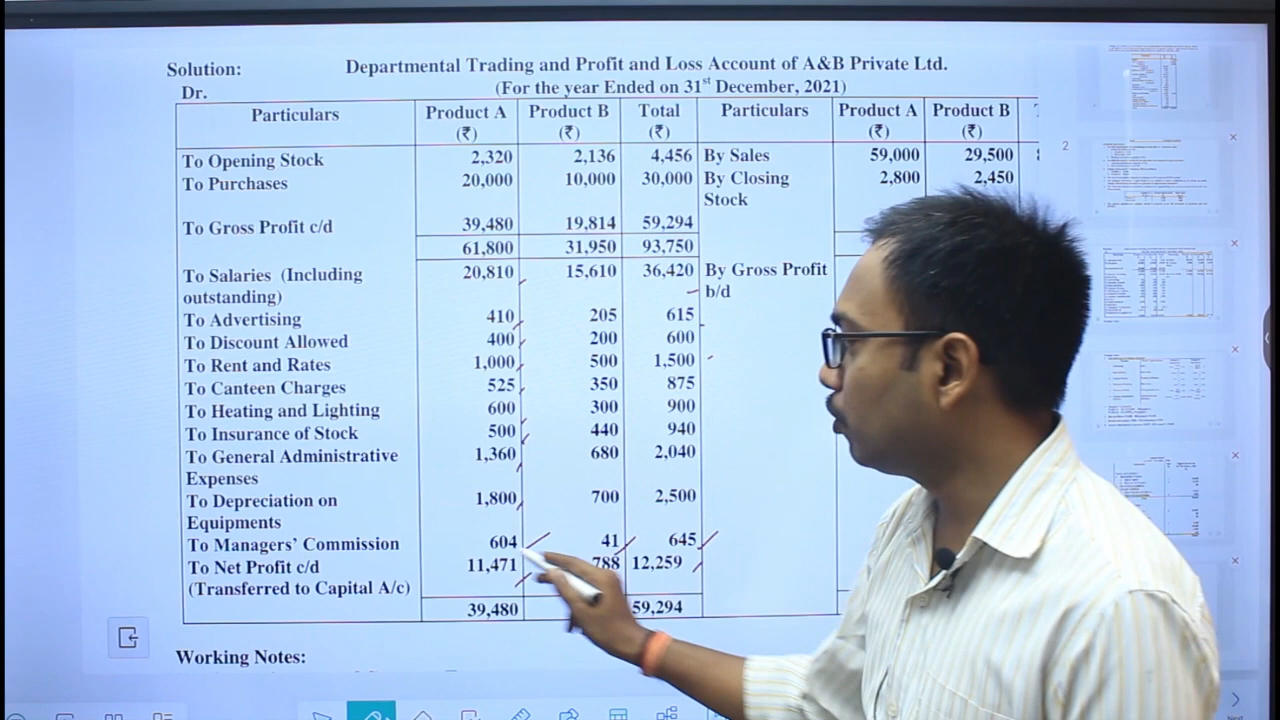 Solution: Departmental Trading and Profit and Loss Account of A&B Private Ltd.
Dr. (For the year Ended on 31st December, 2021)
Particulars Product A Product B Total Particulars Product A Product B
(₹) (₹) (₹) (₹) (₹)
To Opening Stock 2,320 2,136 4,456 By Sales 59,000 29,500
To Purchases 20,000 10,000 30,000 By Closing 2,800 2,450
Stock
To Gross Profit c/d 39,480 19,814 59,294
61,800 31,950 93,750
To Salaries (Including 20,810 15,610 36,420 By Gross Profit
outstanding) b/d
To Advertising 410 205 615
To Discount Allowed 400 200 600
To Rent and Rates 1,000 500 1,500
To Canteen Charges 525 350 875
To Heating and Lighting 600 300 900
To Insurance of Stock 500 440 940
To General Administrative 1,360 680 2,040
Expenses
To Depreciation on 1,800 700 2,500
Equipments
To Managers' Commission 604 41 645
To Net Profit c/d 11,471 788 12,259
(Transferred to Capital A/c)
39,480 59,294
Working Notes:
2